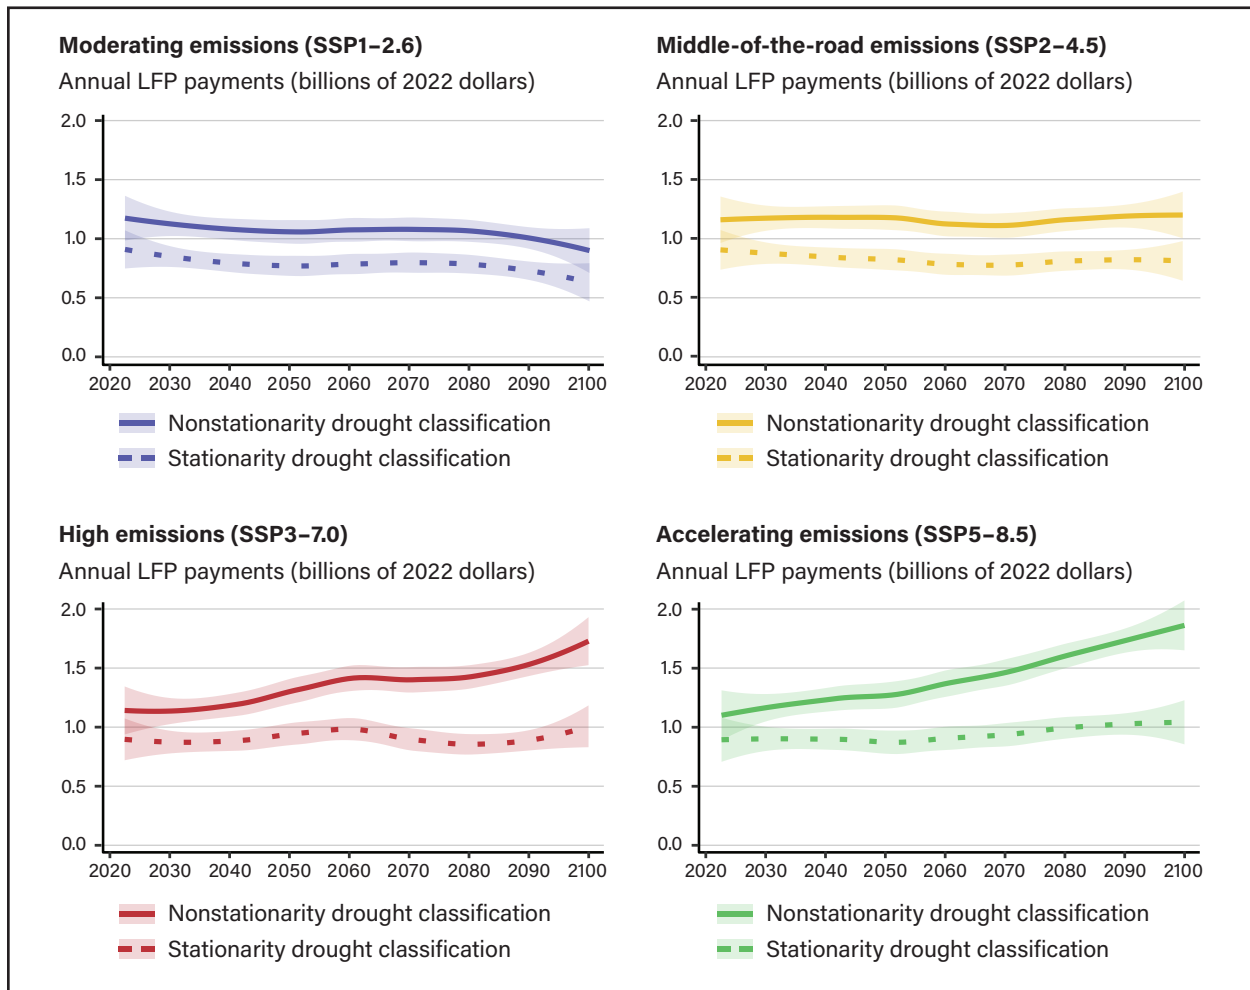 Moderating emissions (SSP1–2.6)
Annual LFP payments (billions of 2022 dollars)
2.0
1.5
1.0
0.5
0.0
2020 2030 2040 2050 2060 2070 2080 2090 2100
Nonstationarity drought classification
Stationarity drought classification
Middle-of-the-road emissions (SSP2–4.5)
Annual LFP payments (billions of 2022 dollars)
2.0
1.5
1.0
0.5
0.0
2020 2030 2040 2050 2060 2070 2080 2090 2100
Nonstationarity drought classification
Stationarity drought classification
High emissions (SSP3–7.0)
Annual LFP payments (billions of 2022 dollars)
2.0
1.5
1.0
0.5
0.0
2020 2030 2040 2050 2060 2070 2080 2090 2100
Nonstationarity drought classification
Stationarity drought classification
Accelerating emissions (SSP5–8.5)
Annual LFP payments (billions of 2022 dollars)
2.0
1.5
1.0
0.5
0.0
2020 2030 2040 2050 2060 2070 2080 2090 2100
Nonstationarity drought classification
Stationarity drought classification